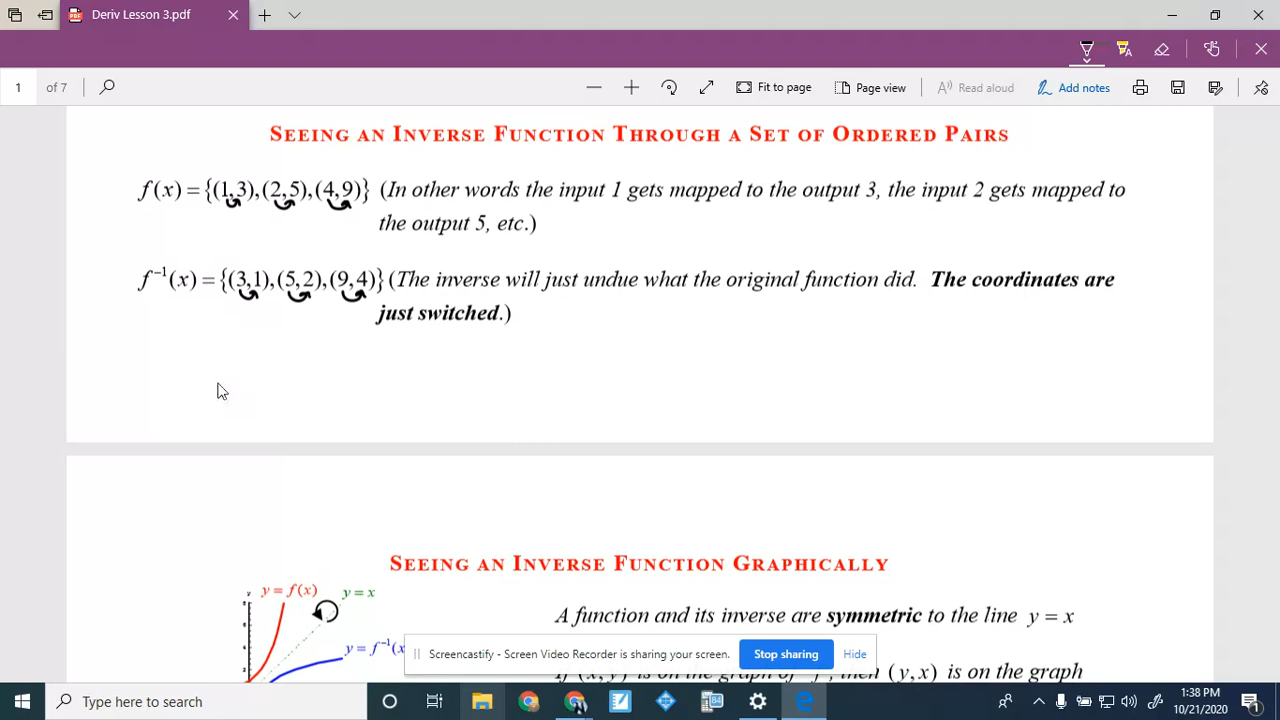 Deriv Lesson 3.pdf
1 of 7
Fit to page
Page view
Read aloud
Add notes
SEEING AN INVERSE FUNCTION THROUGH A SET OF ORDERED PAIRS
f(x) = {(1,3),(2,5),(4,9)} (In other words the input 1 gets mapped to the output 3, the input 2 gets mapped to
the output 5, etc.)
f⁻¹(x) = {(3,1),(5,2),(9,4)} (The inverse will just undue what the original function did. The coordinates are
just switched.)
SEEING AN INVERSE FUNCTION GRAPHICALLY
y = f(x)
y = x
y = f⁻¹(x
A function and its inverse are symmetric to the line y = x
If (x, y) is on the graph of f, then (y, x) is on the graph
Screencastify - Screen Video Recorder is sharing your screen.
Stop sharing
Hide
Type here to search
1:38 PM
10/21/2020